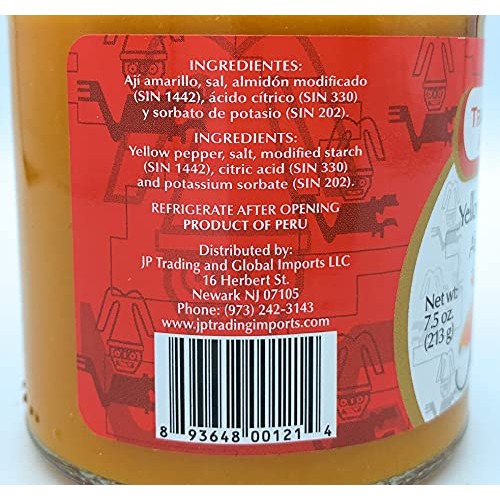 INGREDIENTES:
Ají amarillo, sal, almidón modificado
(SIN 1442), ácido cítrico (SIN 330)
y sorbato de potasio (SIN 202).
INGREDIENTS:
Yellow pepper, salt, modified starch
(SIN 1442), citric acid (SIN 330)
and potassium sorbate (SIN 202).
REFRIGERATE AFTER OPENING
PRODUCT OF PERU
Distributed by:
JP Trading and Global Imports LLC
16 Herbert St.
Newark NJ 07105
Phone: (973) 242-3143
www.jptradingimports.com
8 93648 00121 4
Net wt:
7.5 oz.
(213 g)